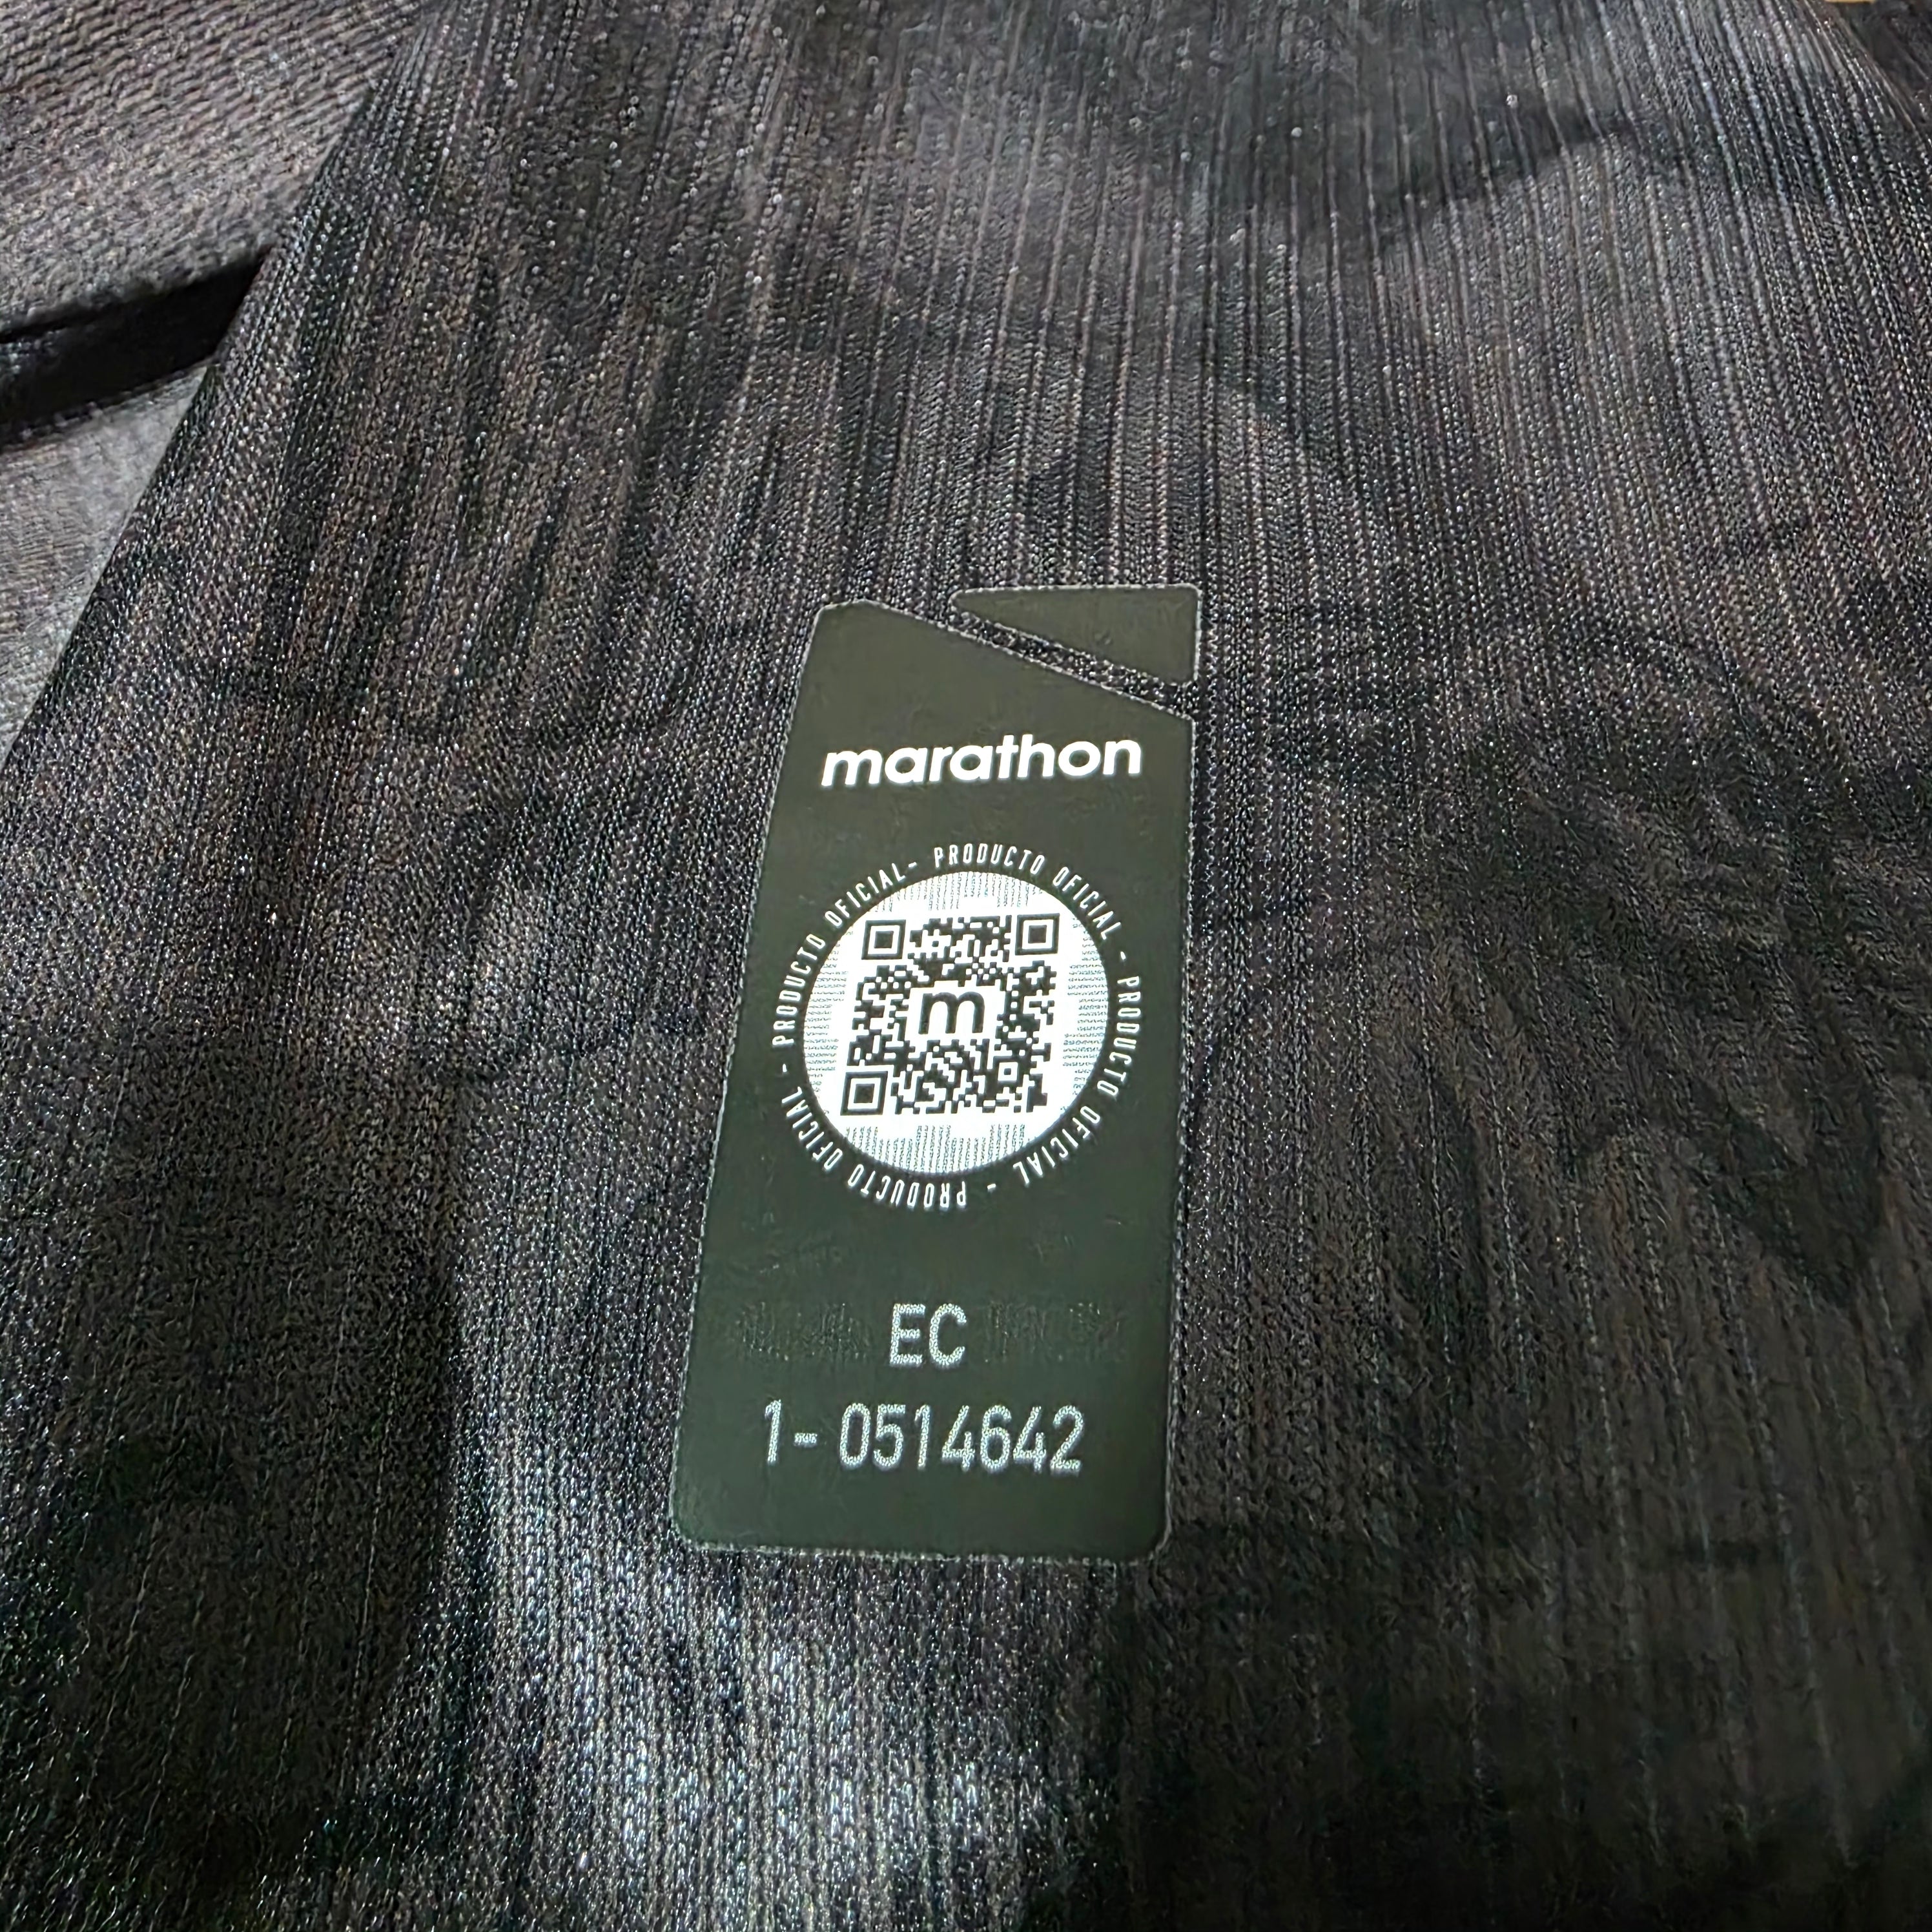 marathon
PRODUCTO OFICIAL - PRODUCTO OFICIAL - PRODUCTO OFICIAL - PRODUCTO OFICIAL -
m
EC
1- 0514642